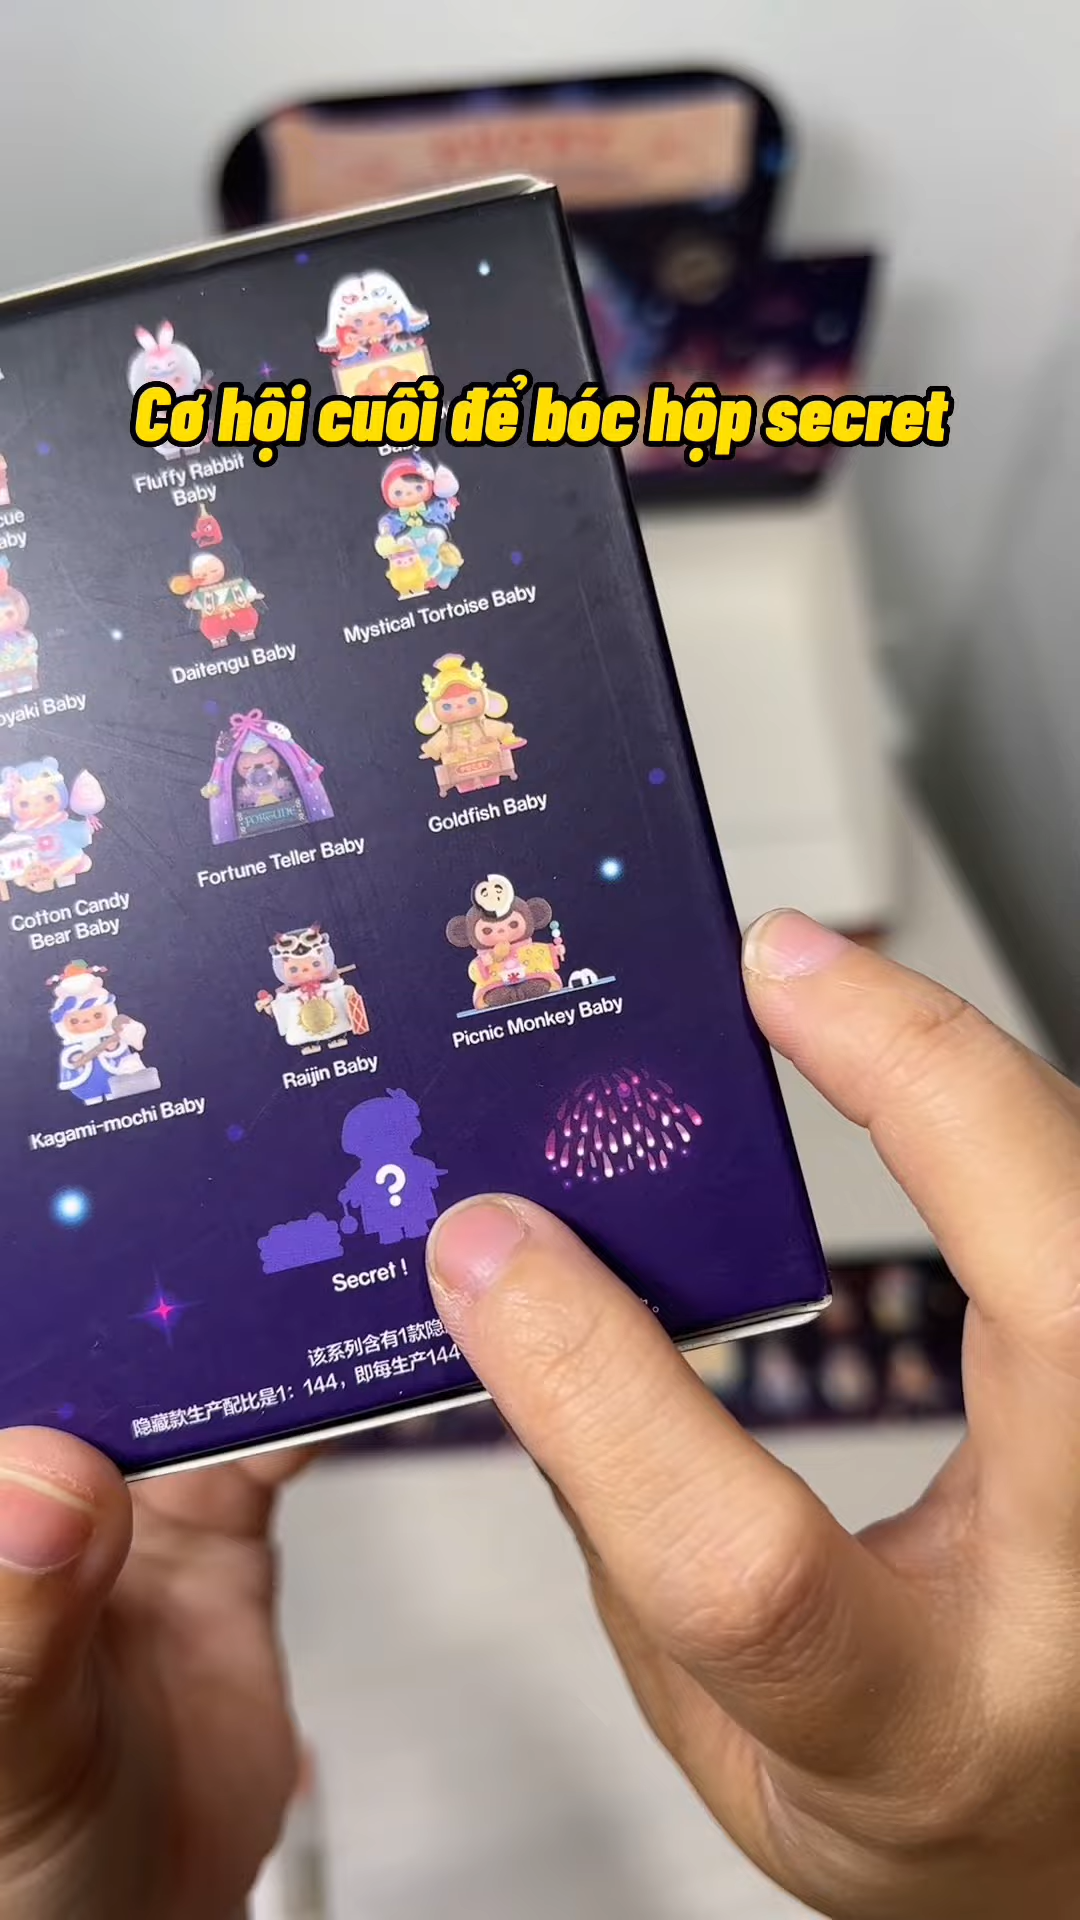 Cơ hội cuối để bóc hộp secret
Fluffy Rabbit
Baby
Daitengu Baby
Mystical Tortoise Baby
Fortune Teller Baby
FORTUNE
Goldfish Baby
PUCKY
Cotton Candy
Bear Baby
Kagami-mochi Baby
Raijin Baby
Picnic Monkey Baby
?
Secret !
该系列含有1款隐
隐藏款生产配比是1：144，即每生产144